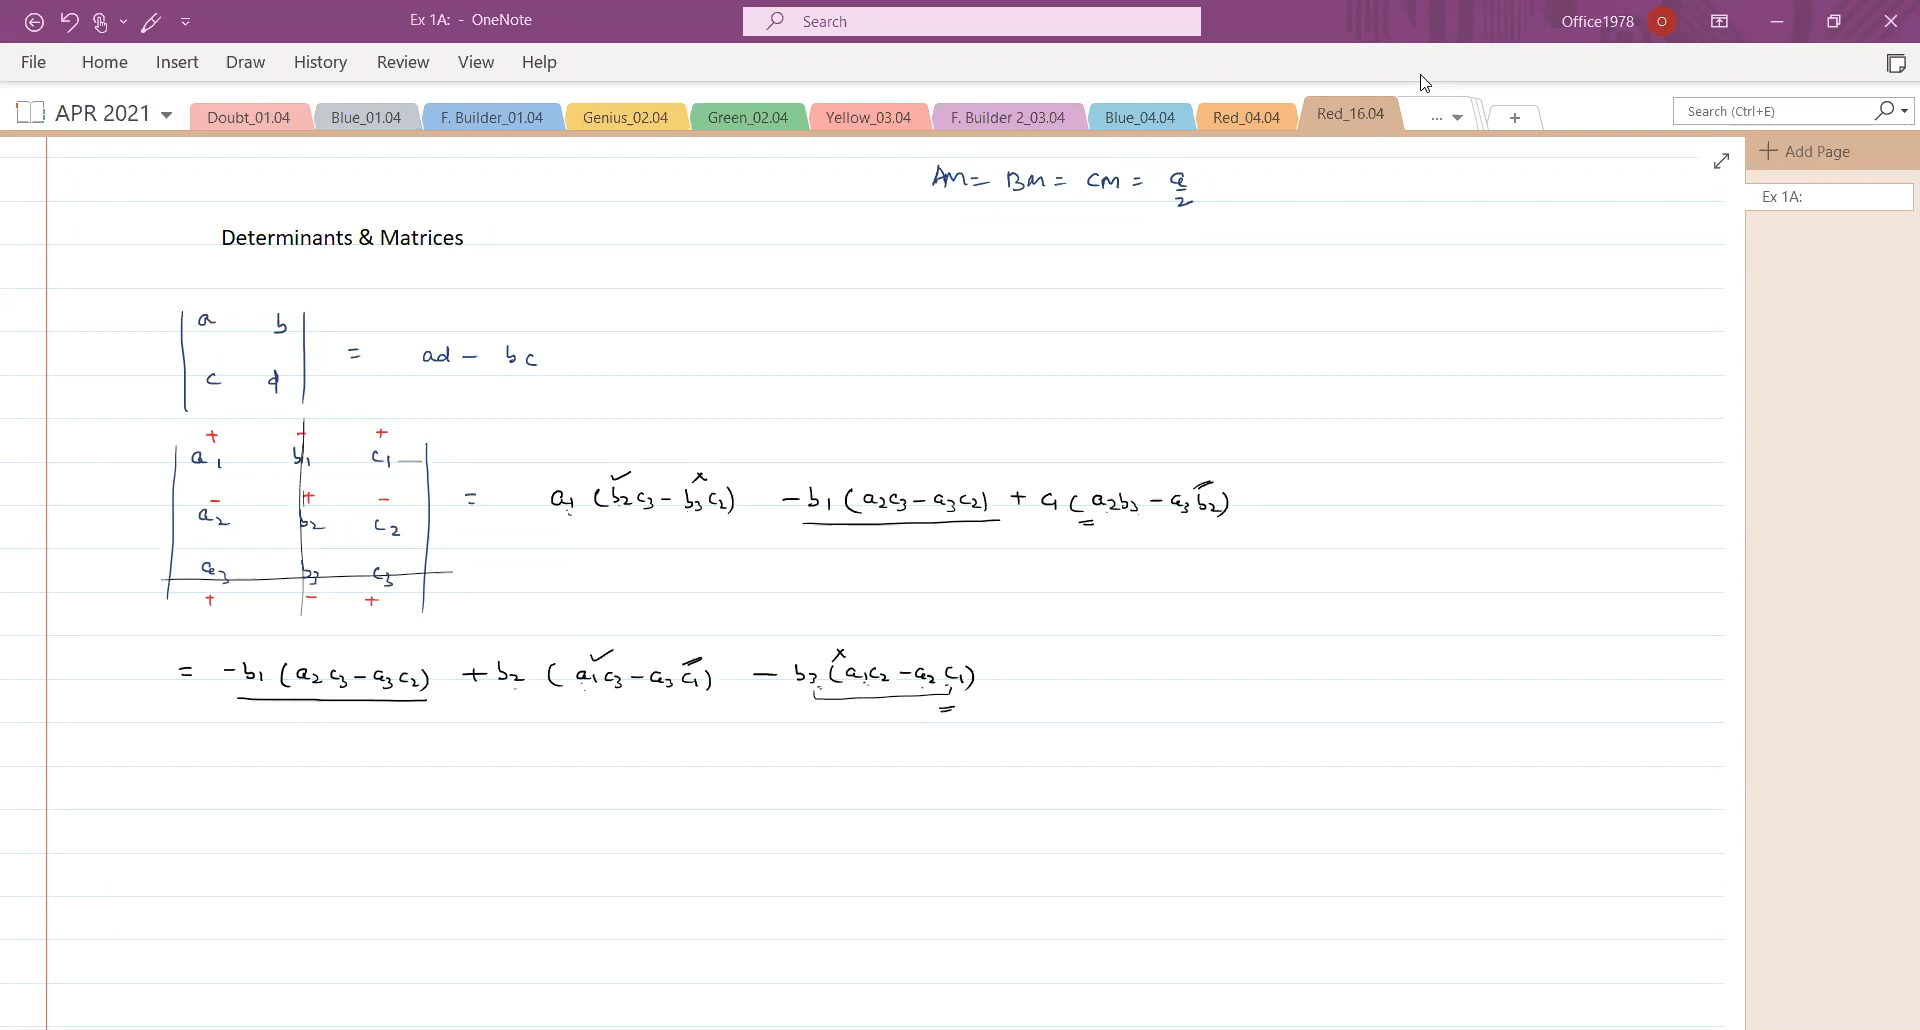 Ex 1A: - OneNote
Search
Office1978 O
File Home Insert Draw History Review View Help
APR 2021
Doubt_01.04 Blue_01.04 F. Builder_01.04 Genius_02.04 Green_02.04 Yellow_03.04 F. Builder 2_03.04 Blue_04.04 Red_04.04 Red_16.04 ... +
Search (Ctrl+E)
Add Page
Ex 1A:
AM = BM = CM = a/2
Determinants & Matrices
a b
= ad - bc
c d
+ - +
a1 b1 c1
- + -
= a1 (b2c3 - b3c2) - b1 (a2c3 - a3c2) + c1 (a2b3 - a3b2)
a2 b2 c2
a3 b3 c3
+ - +
= -b1 (a2c3 - a3c2) + b2 (a1c3 - a3c1) - b3 (a1c2 - a2c1)